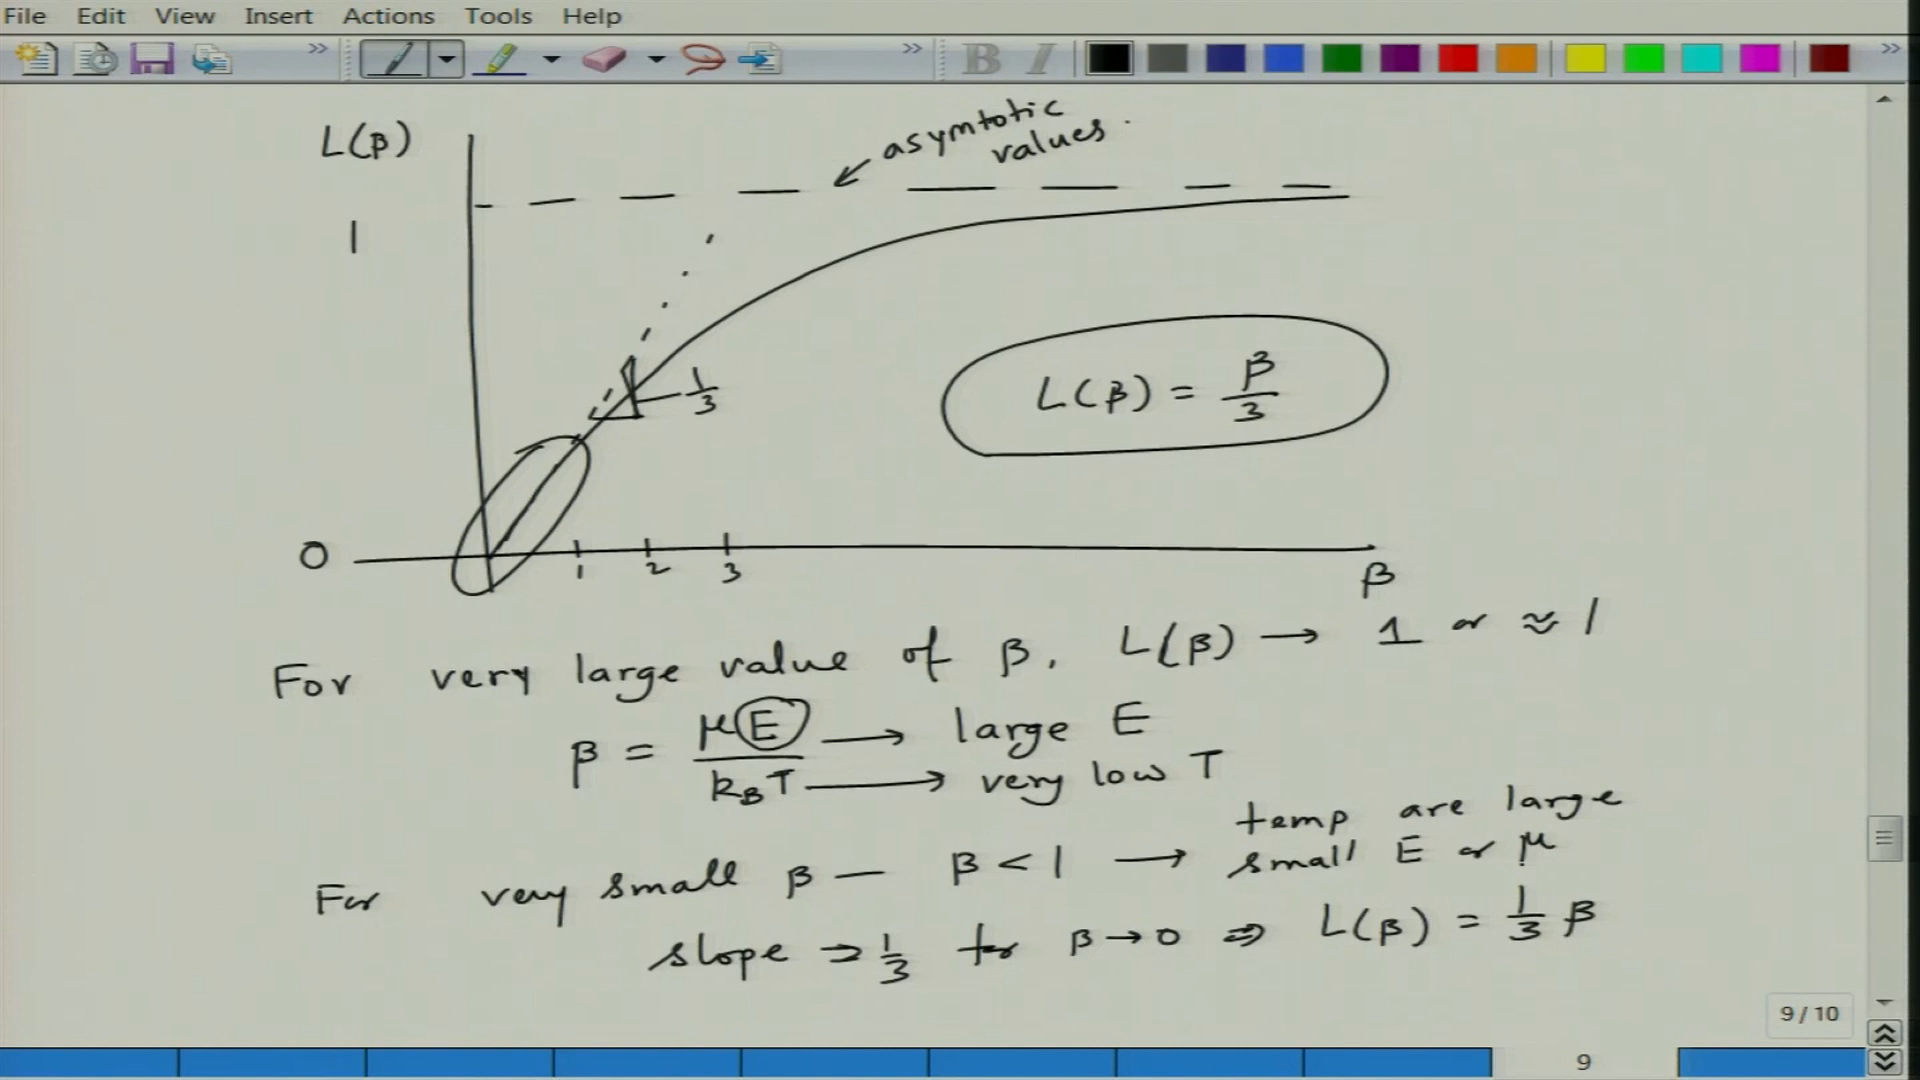 File Edit View Insert Actions Tools Help
B I
L(β)
asymtotic
values.
1
1/3
L(β) = β/3
0
1 2 3
β
For very large value of β, L(β) → 1 or ≈ 1
β = μE/k_BT
→ large E
→ very low T
temp are large
For very small β — β < 1 → small E or μ
slope ⇒ 1/3 for β → 0 ⇒ L(β) = 1/3 β
9 / 10
9